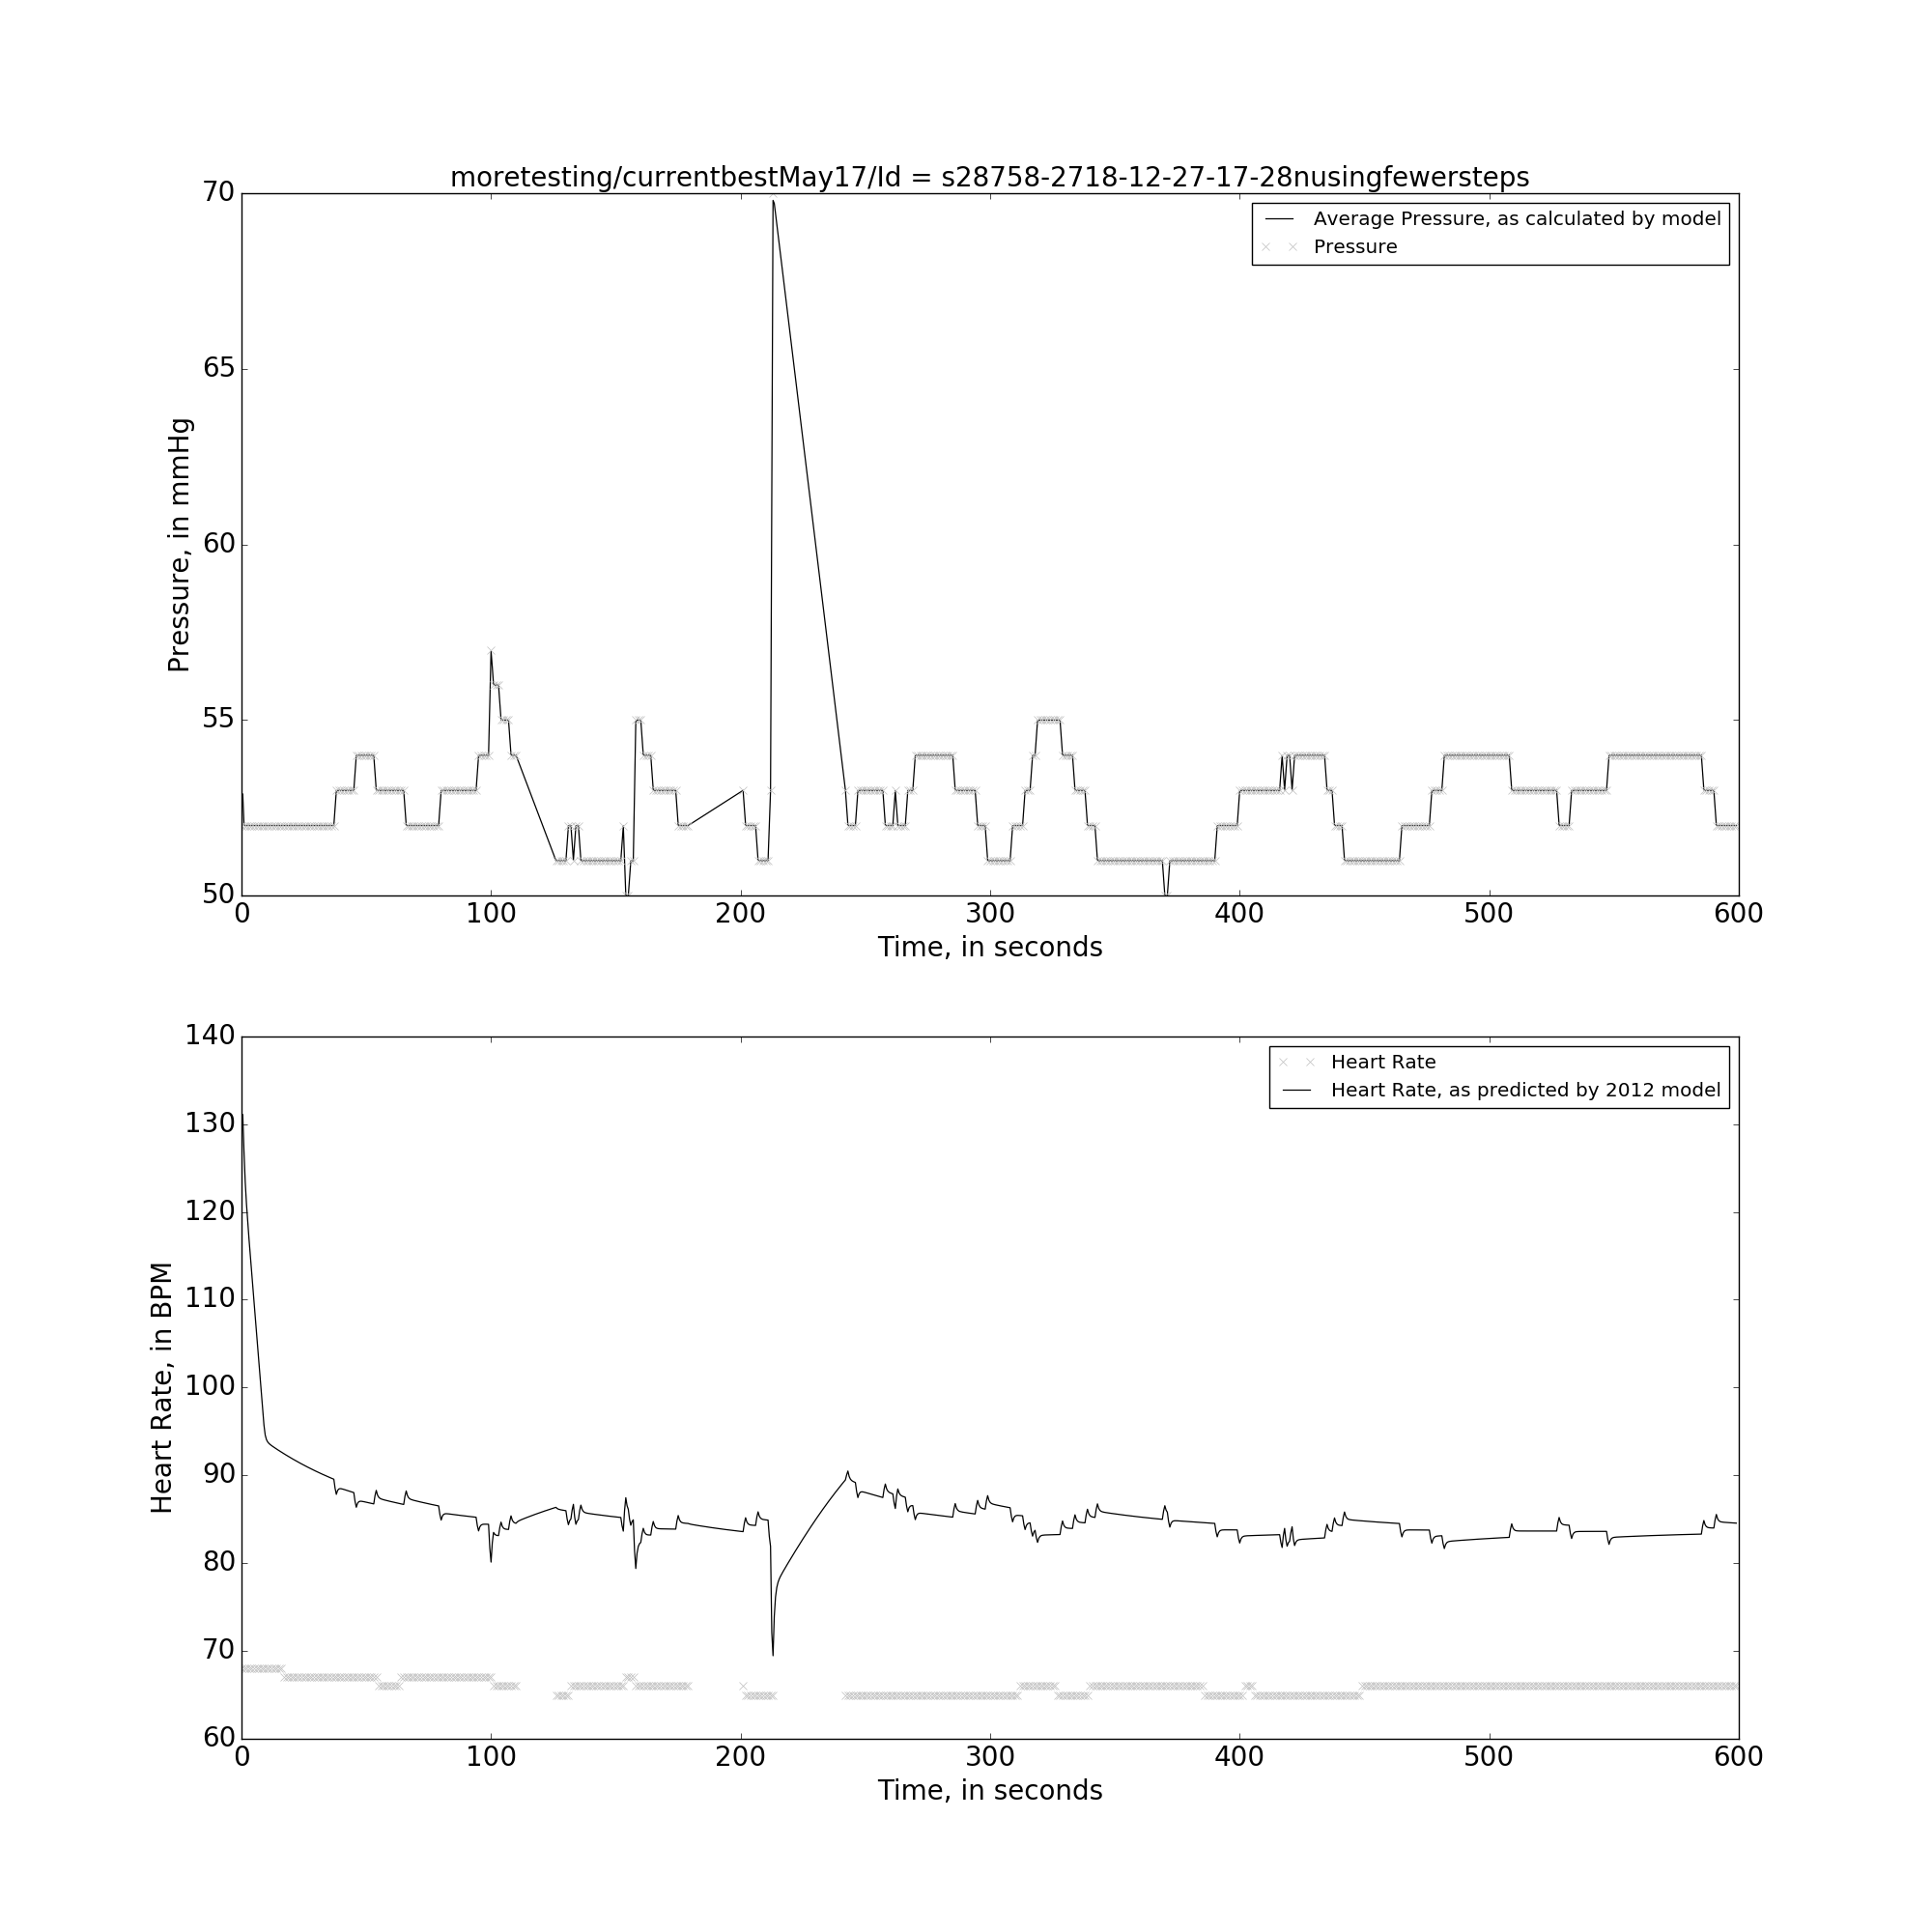 moretesting/currentbestMay17/Id = s28758-2718-12-27-17-28nusingfewersteps
70
65
60
55
50
Pressure, in mmHg
Average Pressure, as calculated by model
Pressure
0 100 200 300 400 500 600
Time, in seconds
140
130
120
110
100
90
80
70
60
Heart Rate, in BPM
Heart Rate
Heart Rate, as predicted by 2012 model
0 100 200 300 400 500 600
Time, in seconds